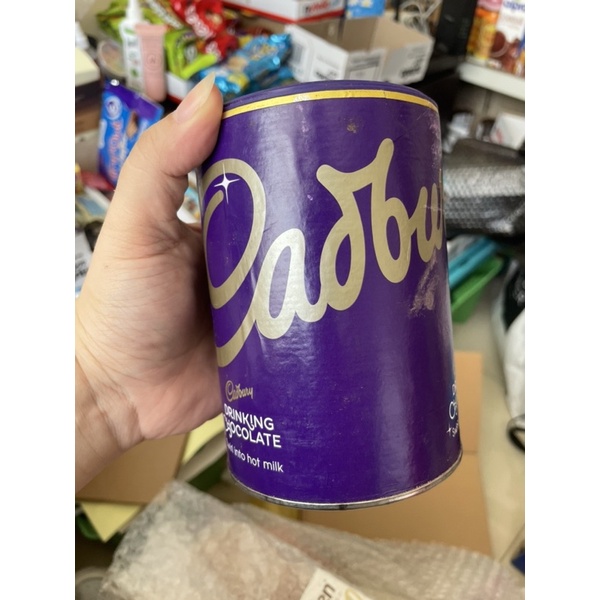 Cadbu
Cadbury
DRINKING
CHOCOLATE
into hot milk